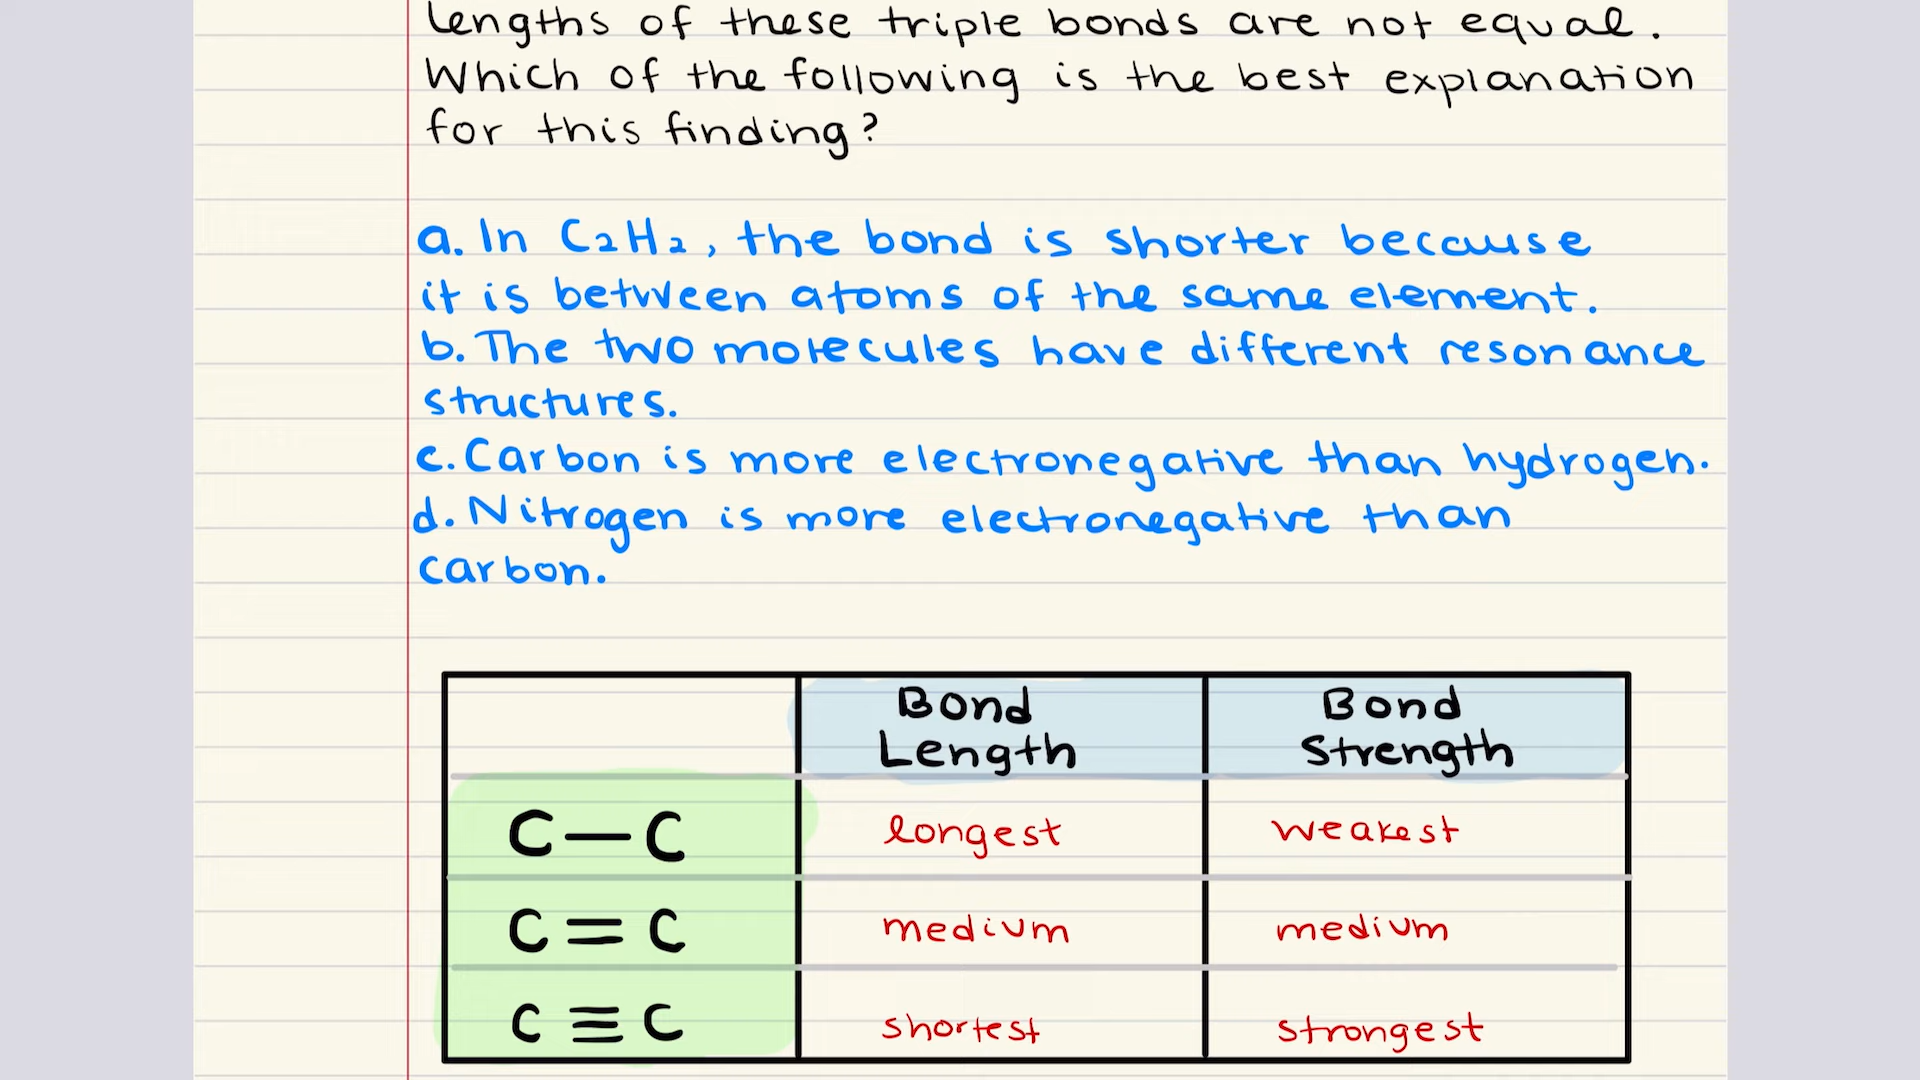 lengths of these triple bonds are not equal.
Which of the following is the best explanation
for this finding?
a. In C₂H₂, the bond is shorter because
it is between atoms of the same element.
b. The two molecules have different resonance
structures.
c. Carbon is more electronegative than hydrogen.
d. Nitrogen is more electronegative than
carbon.
Bond Length Bond Strength
C—C longest weakest
C=C medium medium
C≡C shortest strongest